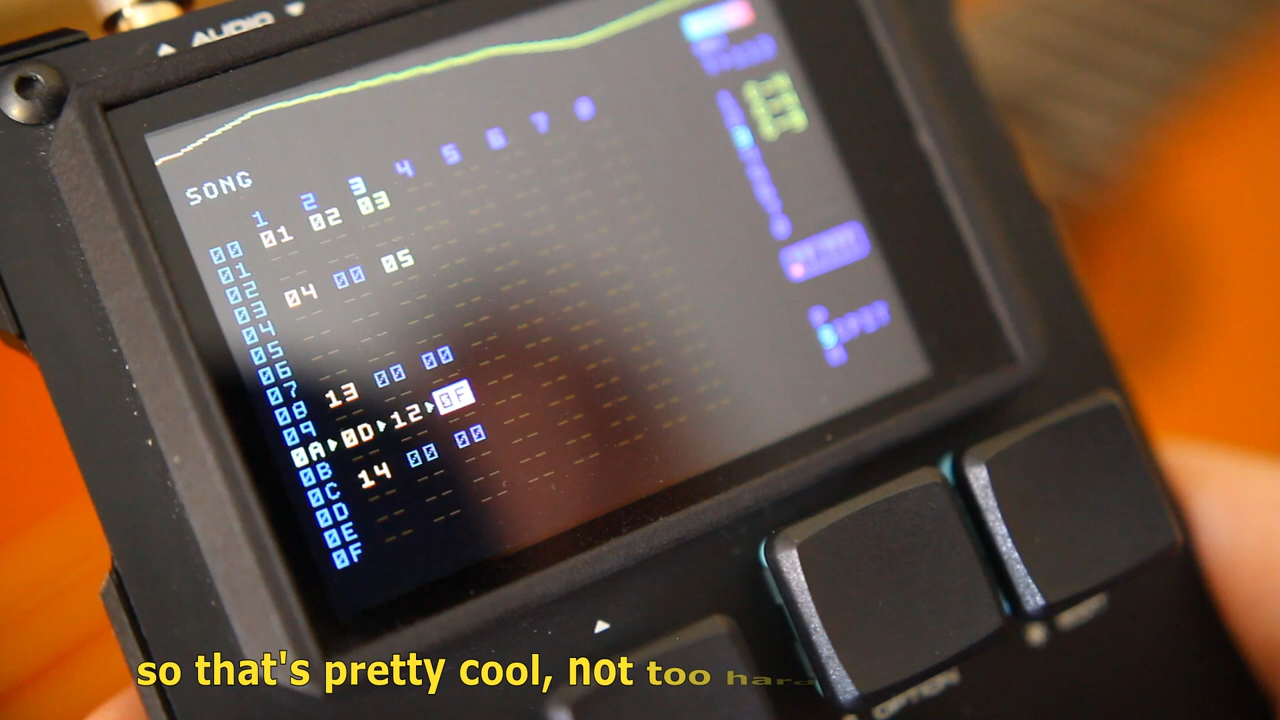 AUDIO
SONG
1 2 3 4 5 6 7 8
00 01 02 03 --
01 -- -- -- --
02 -- -- -- --
03 04 00 05 --
04 -- -- -- --
05 -- -- -- --
06 -- -- -- --
07 -- -- -- --
08 13 00 00 --
09 -- -- -- --
0A 0D 12 0F --
0B -- -- -- --
0C 14 00 00 --
0D -- -- -- --
0E -- -- -- --
0F -- -- -- --
OPTION
so that's pretty cool, not too hard